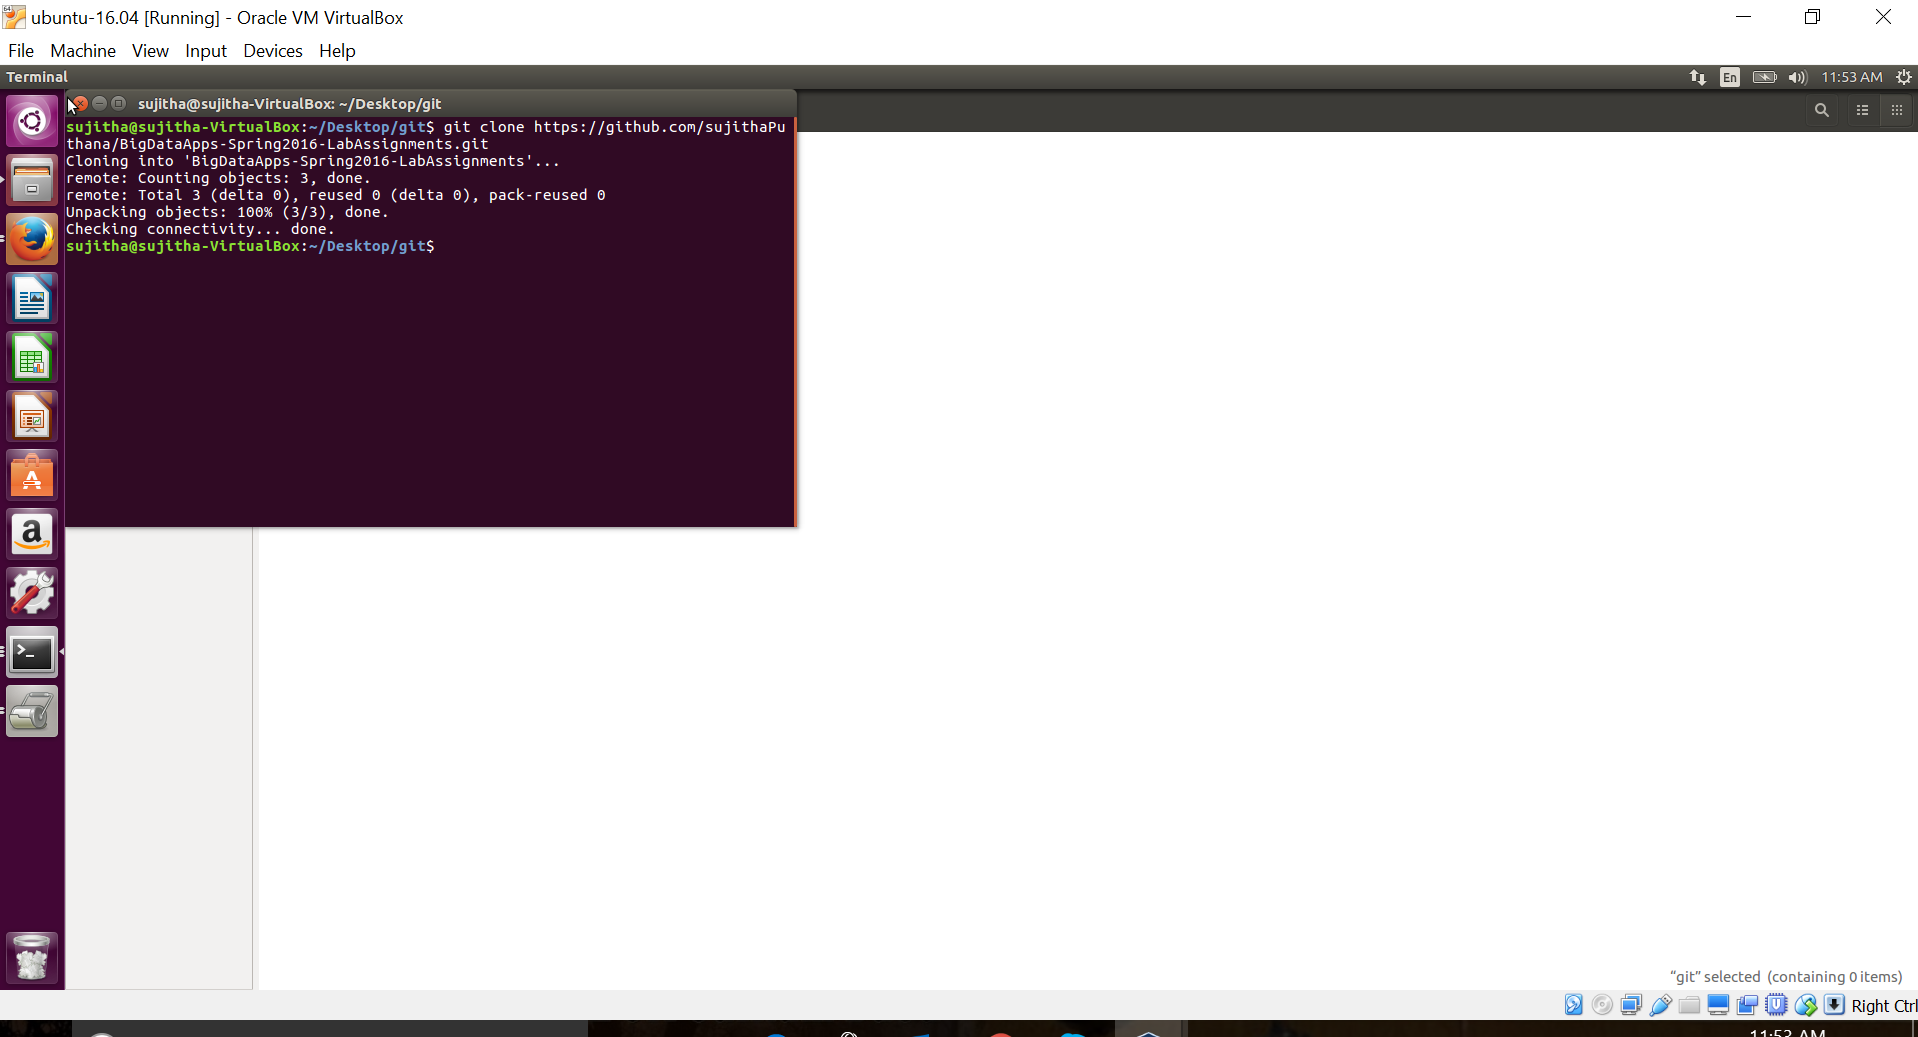 ubuntu-16.04 [Running] - Oracle VM VirtualBox
File Machine View Input Devices Help
Terminal
En
11:53 AM
sujitha@sujitha-VirtualBox: ~/Desktop/git
sujitha@sujitha-VirtualBox:~/Desktop/git$ git clone https://github.com/sujithaPu
thana/BigDataApps-Spring2016-LabAssignments.git
Cloning into 'BigDataApps-Spring2016-LabAssignments'...
remote: Counting objects: 3, done.
remote: Total 3 (delta 0), reused 0 (delta 0), pack-reused 0
Unpacking objects: 100% (3/3), done.
Checking connectivity... done.
sujitha@sujitha-VirtualBox:~/Desktop/git$
“git” selected (containing 0 items)
Right Ctrl
11:53 AM